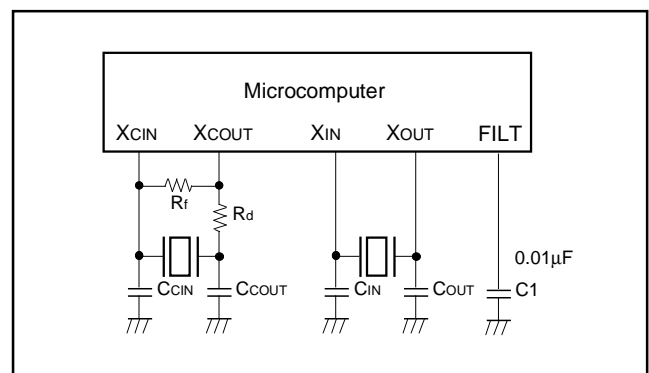 Microcomputer
XCIN XCOUT XIN XOUT FILT
Rf
Rd
0.01μF
CCIN CCOUT CIN COUT C1